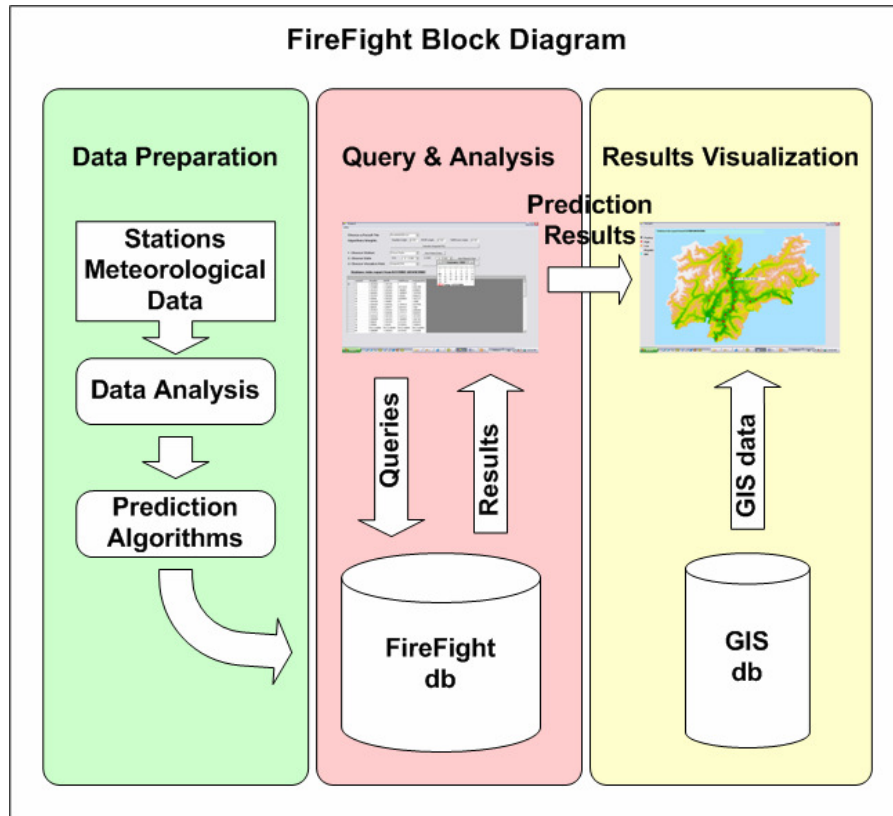 FireFight Block Diagram
Data Preparation
Stations
Meteorological
Data
Data Analysis
Prediction
Algorithms
Query & Analysis
Queries
Results
FireFight
db
Prediction
Results
Results Visualization
GIS data
GIS
db